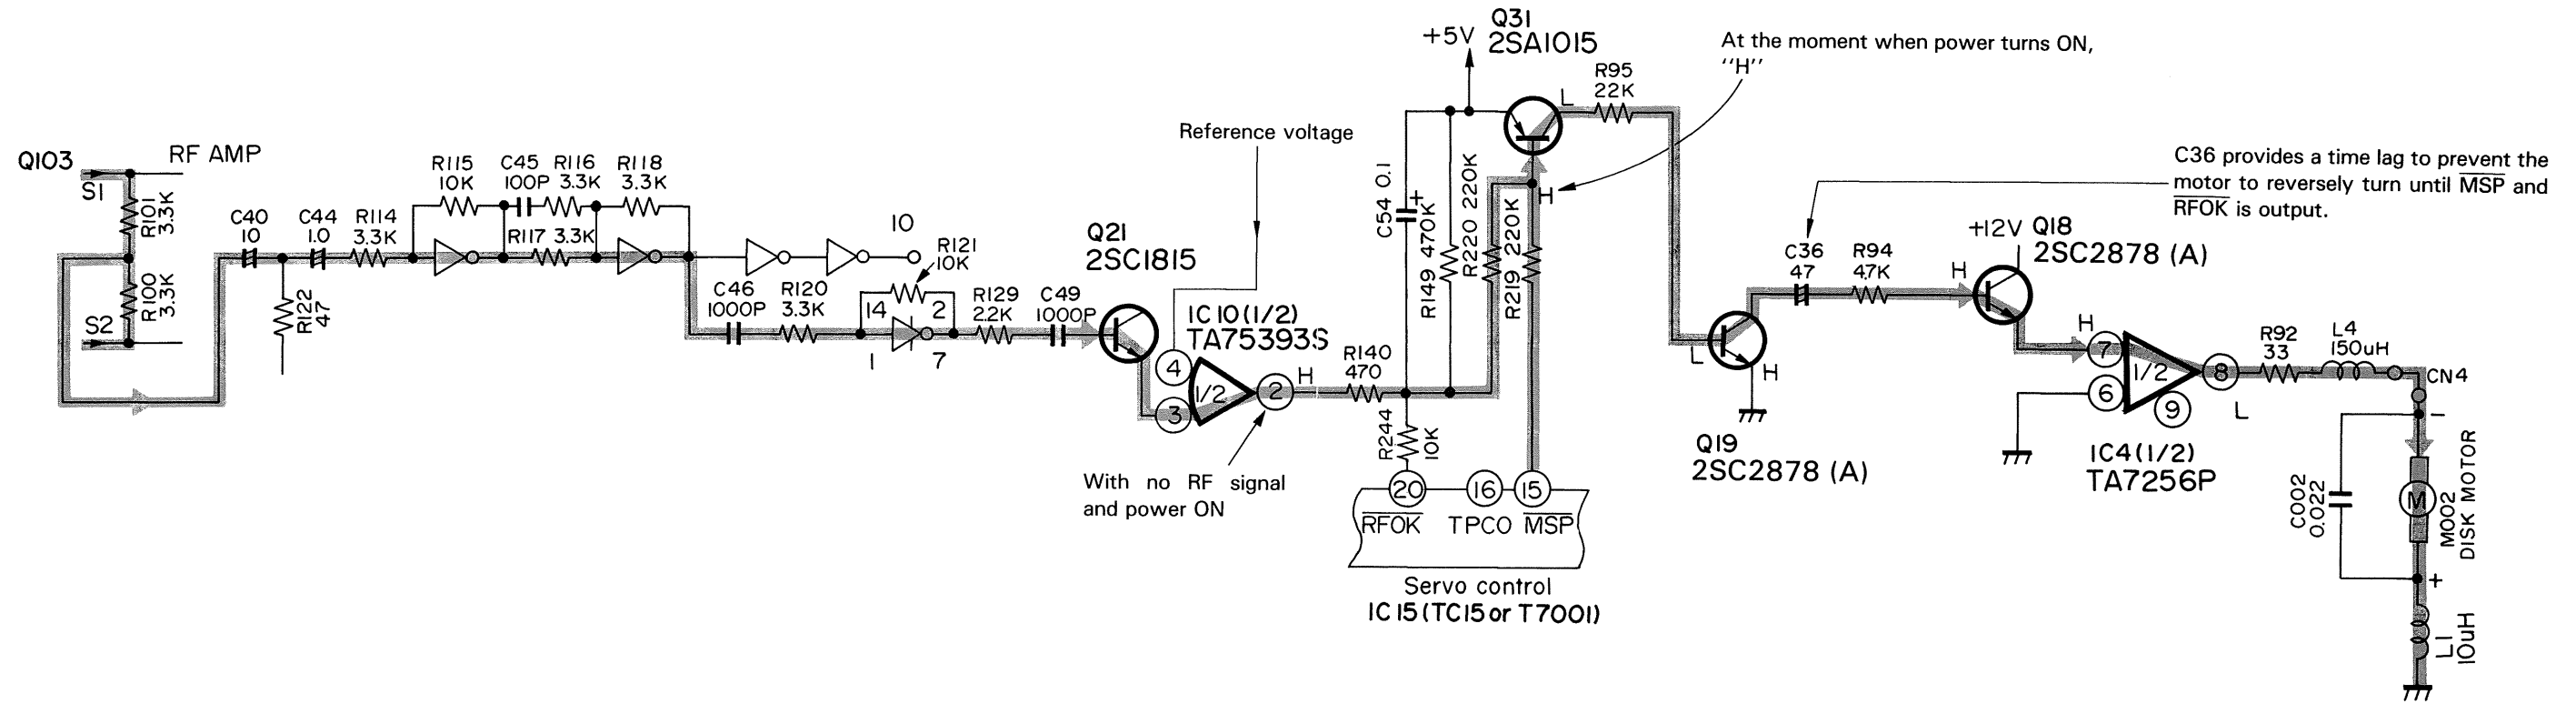 Q103
RF AMP
S1
R101
3.3K
R100
3.3K
S2
C40
10
R122
47
C44
1.0
R114
3.3K
R115
10K
C45
100P
R116
3.3K
R118
3.3K
R117 3.3K
10
R121
10K
C46
1000P
R120
3.3K
14
2
1
7
R129
2.2K
C49
1000P
Q21
2SC1815
Reference voltage
IC10(1/2)
TA75393S
4
3
1/2
2
H
With no RF signal
and power ON
R140
470
C54 0.1
+
R149 470K
R220 220K
R219 220K
R244
10K
+5V
Q31
2SA1015
L
H
R95
22K
At the moment when power turns ON,
"H"
20
16
15
RFOK
TPCO
MSP
Servo control
IC15(TC15 or T7001)
L
H
Q19
2SC2878 (A)
C36 provides a time lag to prevent the
motor to reversely turn until MSP and
RFOK is output.
C36
47
R94
4.7K
H
+12V
Q18
2SC2878 (A)
H
7
6
1/2
9
8
L
IC4(1/2)
TA7256P
R92
33
L4
150uH
CN4
−
C002
0.022
M
M002
DISK MOTOR
+
L1
10uH